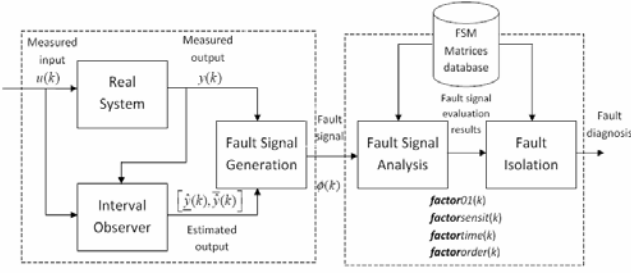 Measured
input
u(k)
Real
System
Measured
output
y(k)
Interval
Observer
[ŷ(k), ŷ(k)]
Estimated
output
Fault Signal
Generation
Fault
signal
ϕ(k)
FSM
Matrices
database
Fault Signal
Analysis
Fault signal
evaluation
results
Fault
Isolation
Fault
diagnosis
factor01(k)
factorsensit(k)
factortime(k)
factororder(k)